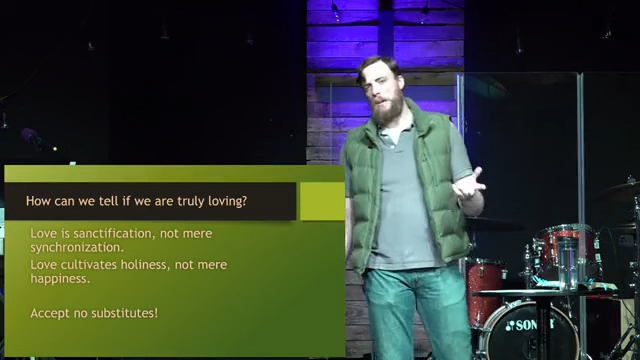 How can we tell if we are truly loving?
Love is sanctification, not mere
synchronization.
Love cultivates holiness, not mere
happiness.
Accept no substitutes!